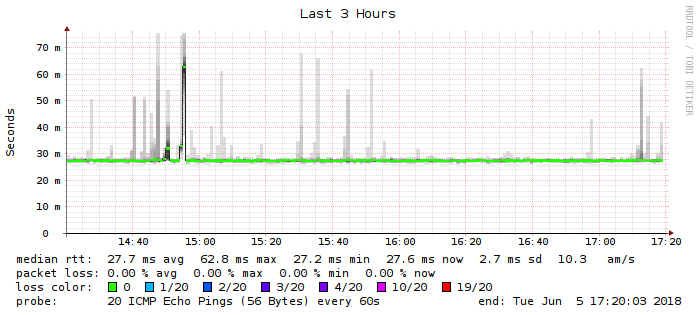 Last 3 Hours
RRDTOOL / TOBI OETIKER
Seconds
70 m
60 m
50 m
40 m
30 m
20 m
10 m
0
14:40 15:00 15:20 15:40 16:00 16:20 16:40 17:00 17:20
median rtt: 27.7 ms avg 62.8 ms max 27.2 ms min 27.6 ms now 2.7 ms sd 10.3 am/s
packet loss: 0.00 % avg 0.00 % max 0.00 % min 0.00 % now
loss color: 0 1/20 2/20 3/20 4/20 10/20 19/20
probe: 20 ICMP Echo Pings (56 Bytes) every 60s end: Tue Jun 5 17:20:03 2018